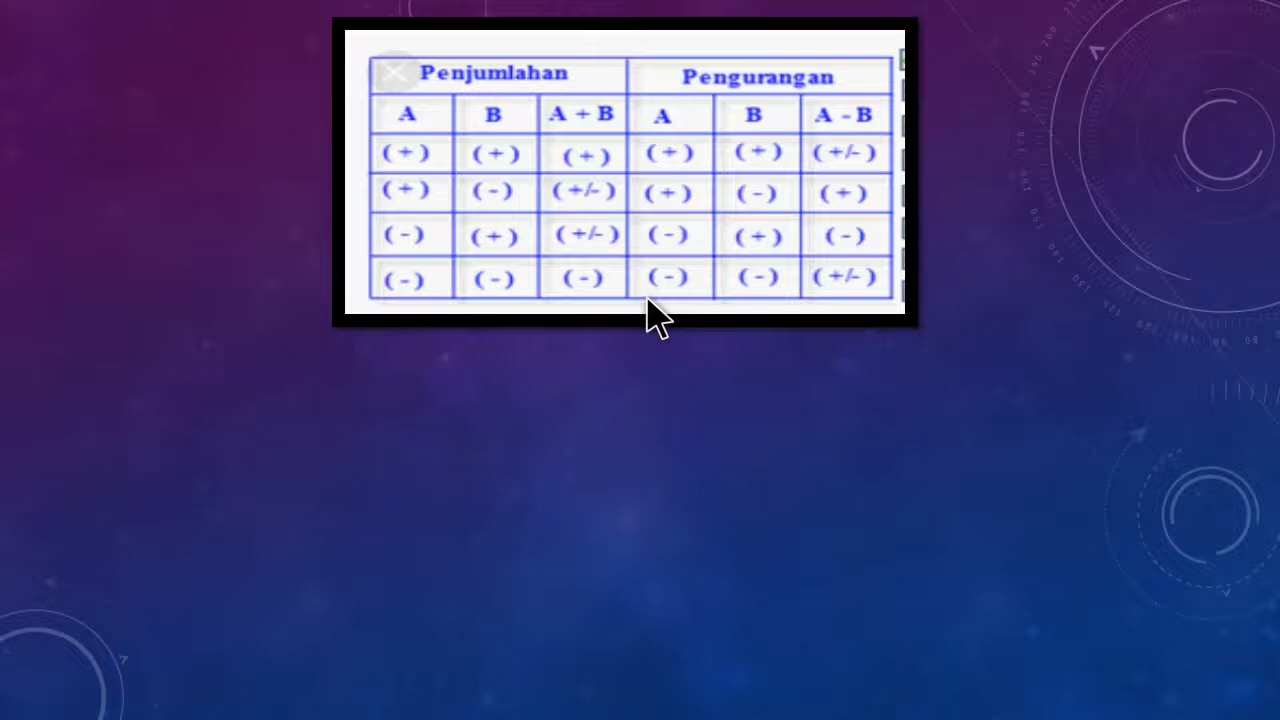 Penjumlahan Pengurangan
A B A + B A B A - B
(+) (+) (+) (+) (+) (+/-)
(+) (-) (+/-) (+) (-) (+)
(-) (+) (+/-) (-) (+) (-)
(-) (-) (-) (-) (-) (+/-)